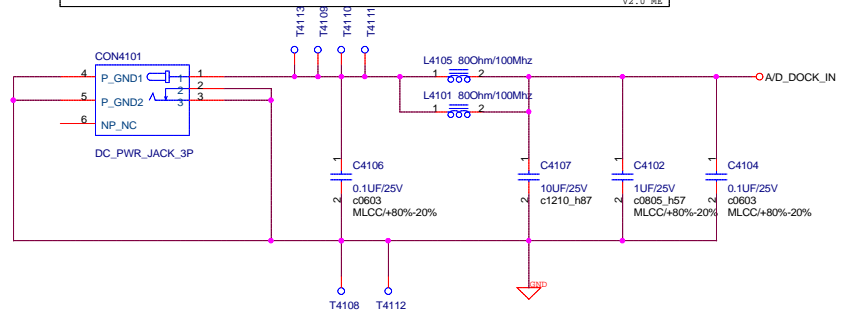 V2.0 ME
T4113
T4109
T4110
T4111
CON4101
L4105 80Ohm/100Mhz
4 P_GND1 1 1
1 2
A/D_DOCK_IN
2 2
5 P_GND2 3 3
L4101 80Ohm/100Mhz
1 2
6 NP_NC
DC_PWR_JACK_3P
1 C4106
0.1UF/25V
2 c0603
MLCC/+80%-20%
1 C4107
10UF/25V
2 c1210_h87
1 C4102
1UF/25V
2 c0805_h57
MLCC/+80%-20%
1 C4104
0.1UF/25V
2 c0603
MLCC/+80%-20%
GND
T4108
T4112